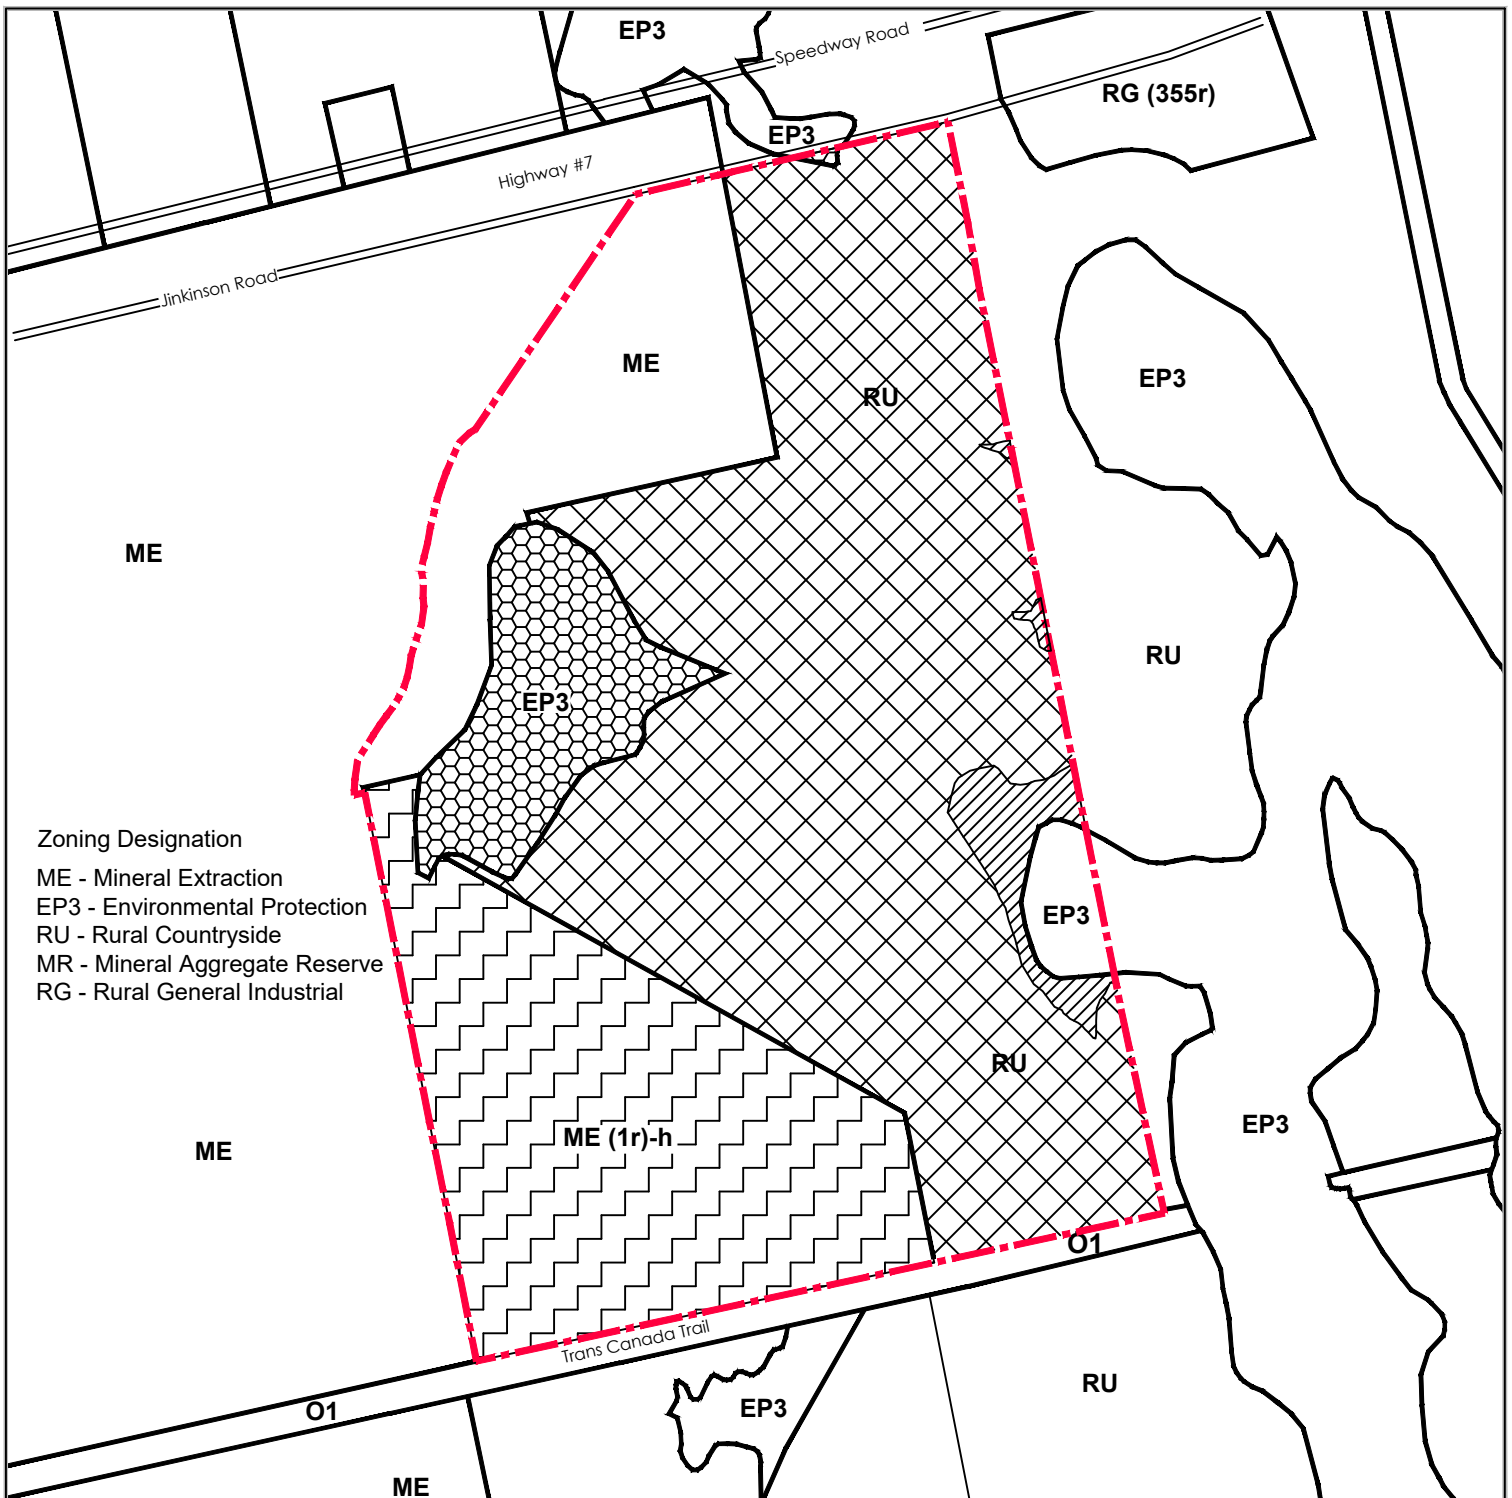 EP3
Speedway Road
RG (355r)
EP3
Highway #7
Jinkinson Road
ME
EP3
RU
ME
RU
EP3
Zoning Designation
ME - Mineral Extraction
EP3 - Environmental Protection
RU - Rural Countryside
MR - Mineral Aggregate Reserve
RG - Rural General Industrial
EP3
RU
EP3
ME (1r)-h
ME
O1
Trans Canada Trail
RU
EP3
O1
ME